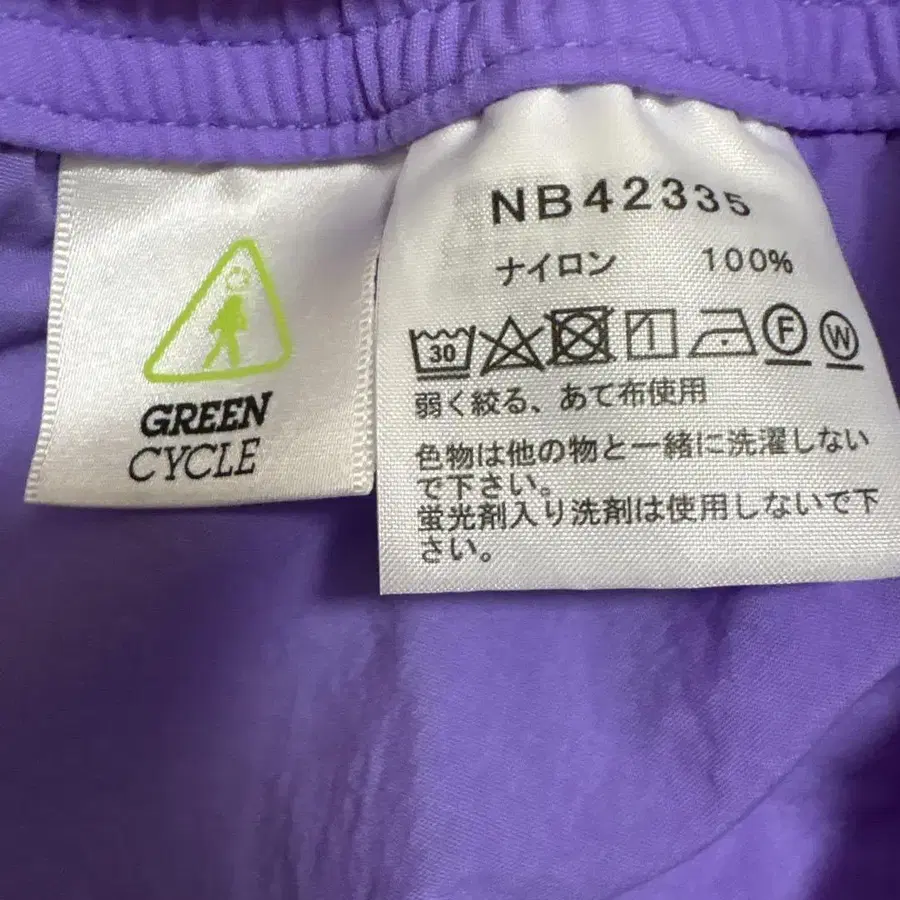 GREEN
CYCLE
NB42335
ナイロン 100%
30 1 F W
弱く絞る、あて布使用
色物は他の物と一緒に洗濯しない
で下さい。
蛍光剤入り洗剤は使用しないで下
さい。